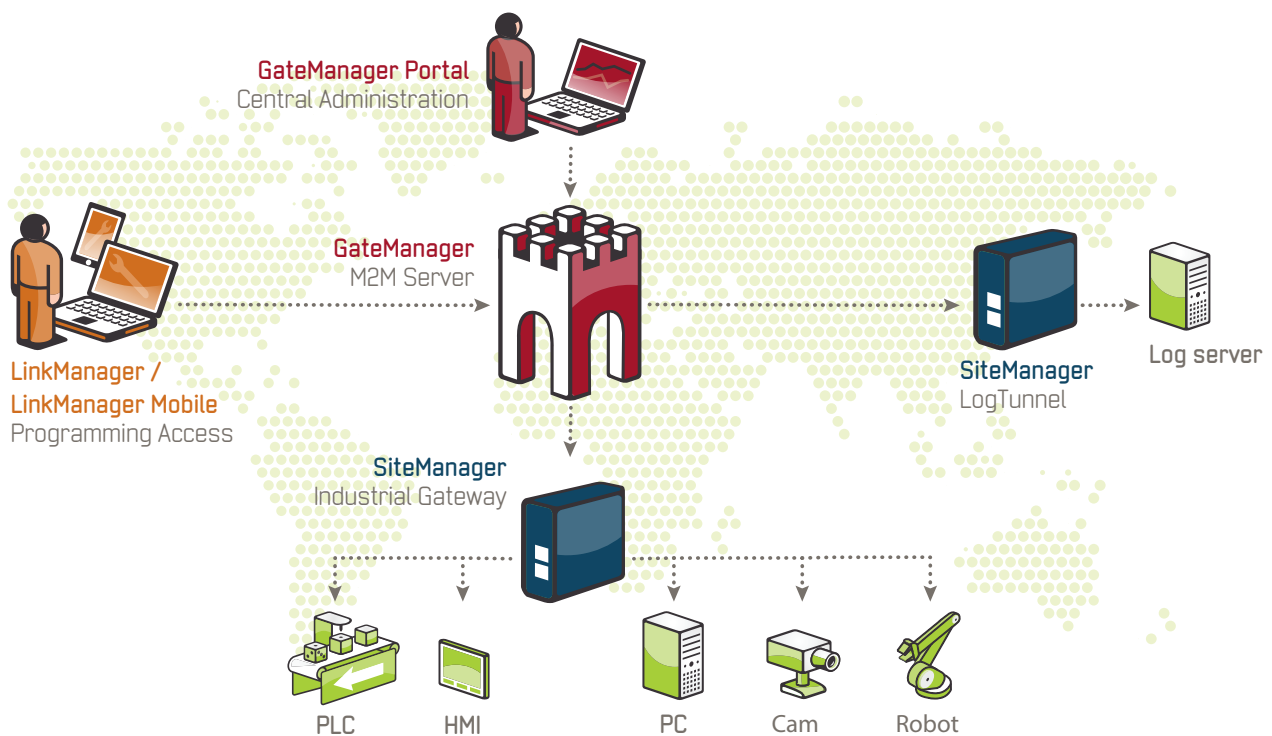 GateManager Portal
Central Administration
GateManager
M2M Server
LinkManager /
LinkManager Mobile
Programming Access
SiteManager
LogTunnel
Log server
SiteManager
Industrial Gateway
PLC
HMI
PC
Cam
Robot